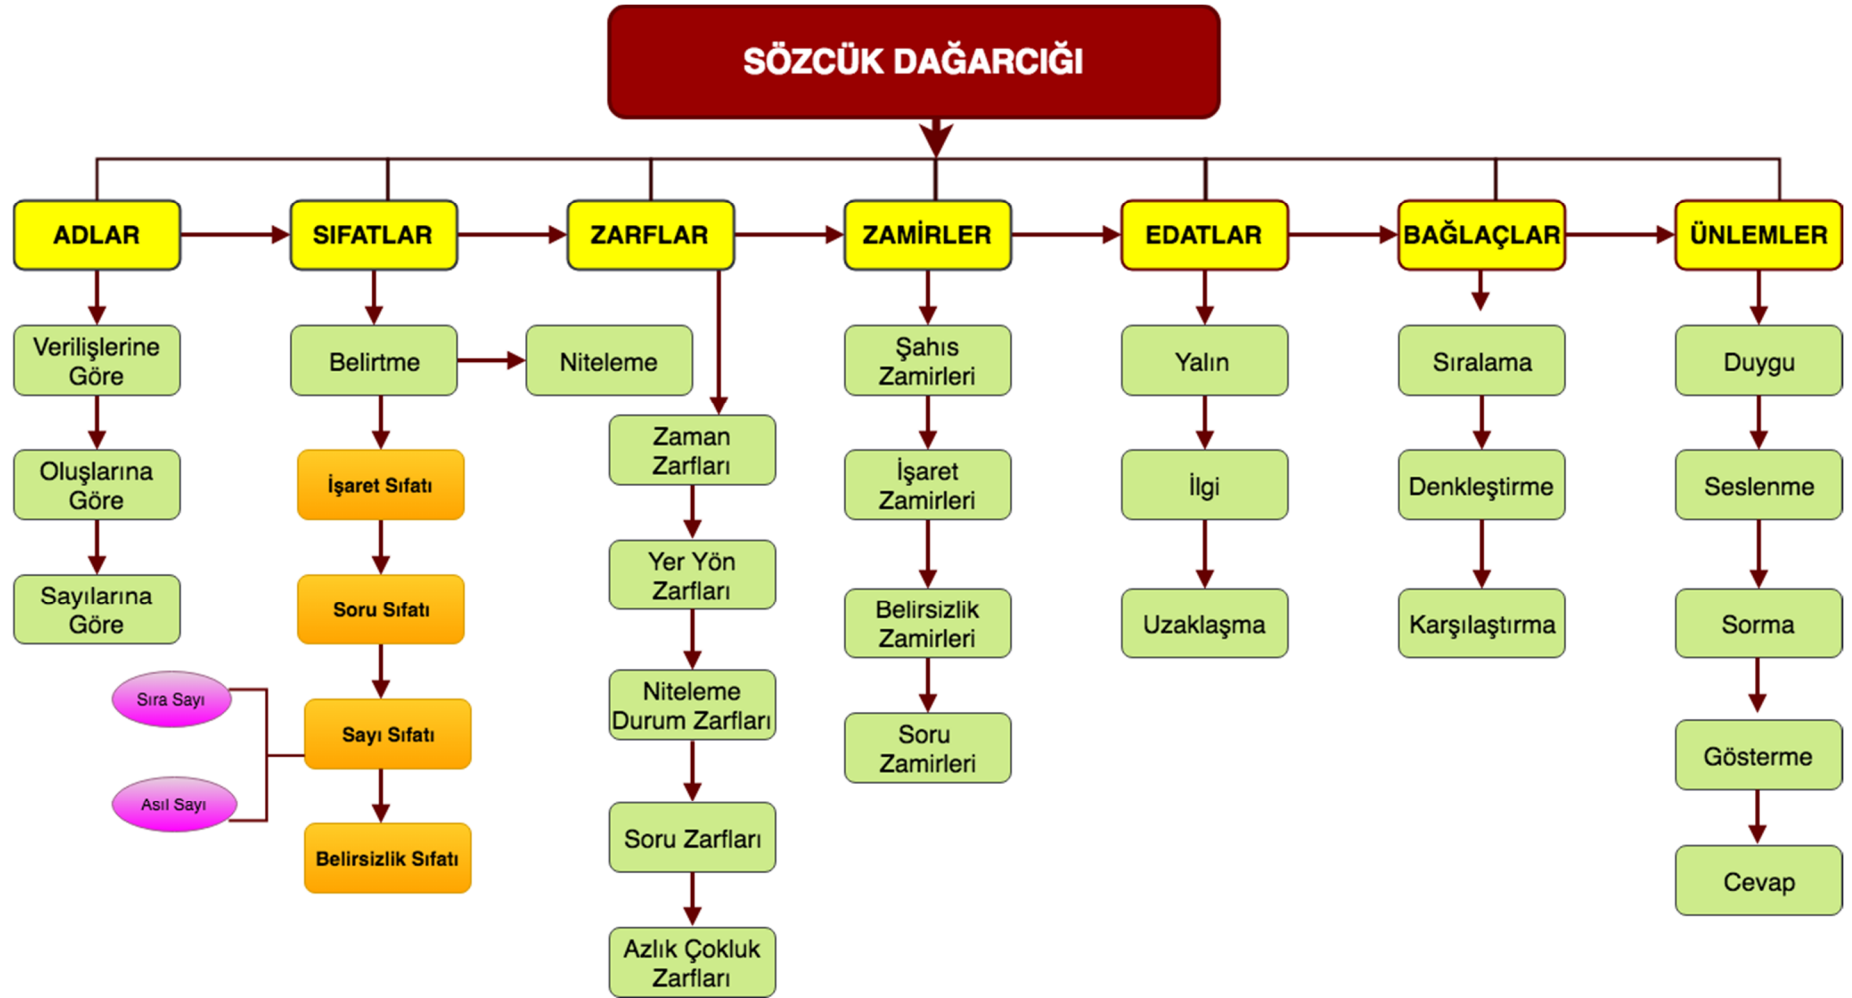 SÖZCÜK DAĞARCIĞI
ADLAR
SIFATLAR
ZARFLAR
ZAMİRLER
EDATLAR
BAĞLAÇLAR
ÜNLEMLER
Verilişlerine
Göre
Oluşlarına
Göre
Sayılarına
Göre
Belirtme
Niteleme
İşaret Sıfatı
Soru Sıfatı
Sayı Sıfatı
Sıra Sayı
Asıl Sayı
Belirsizlik Sıfatı
Zaman
Zarfları
Yer Yön
Zarfları
Niteleme
Durum Zarfları
Soru Zarfları
Azlık Çokluk
Zarfları
Şahıs
Zamirleri
İşaret
Zamirleri
Belirsizlik
Zamirleri
Soru
Zamirleri
Yalın
İlgi
Uzaklaşma
Sıralama
Denkleştirme
Karşılaştırma
Duygu
Seslenme
Sorma
Gösterme
Cevap